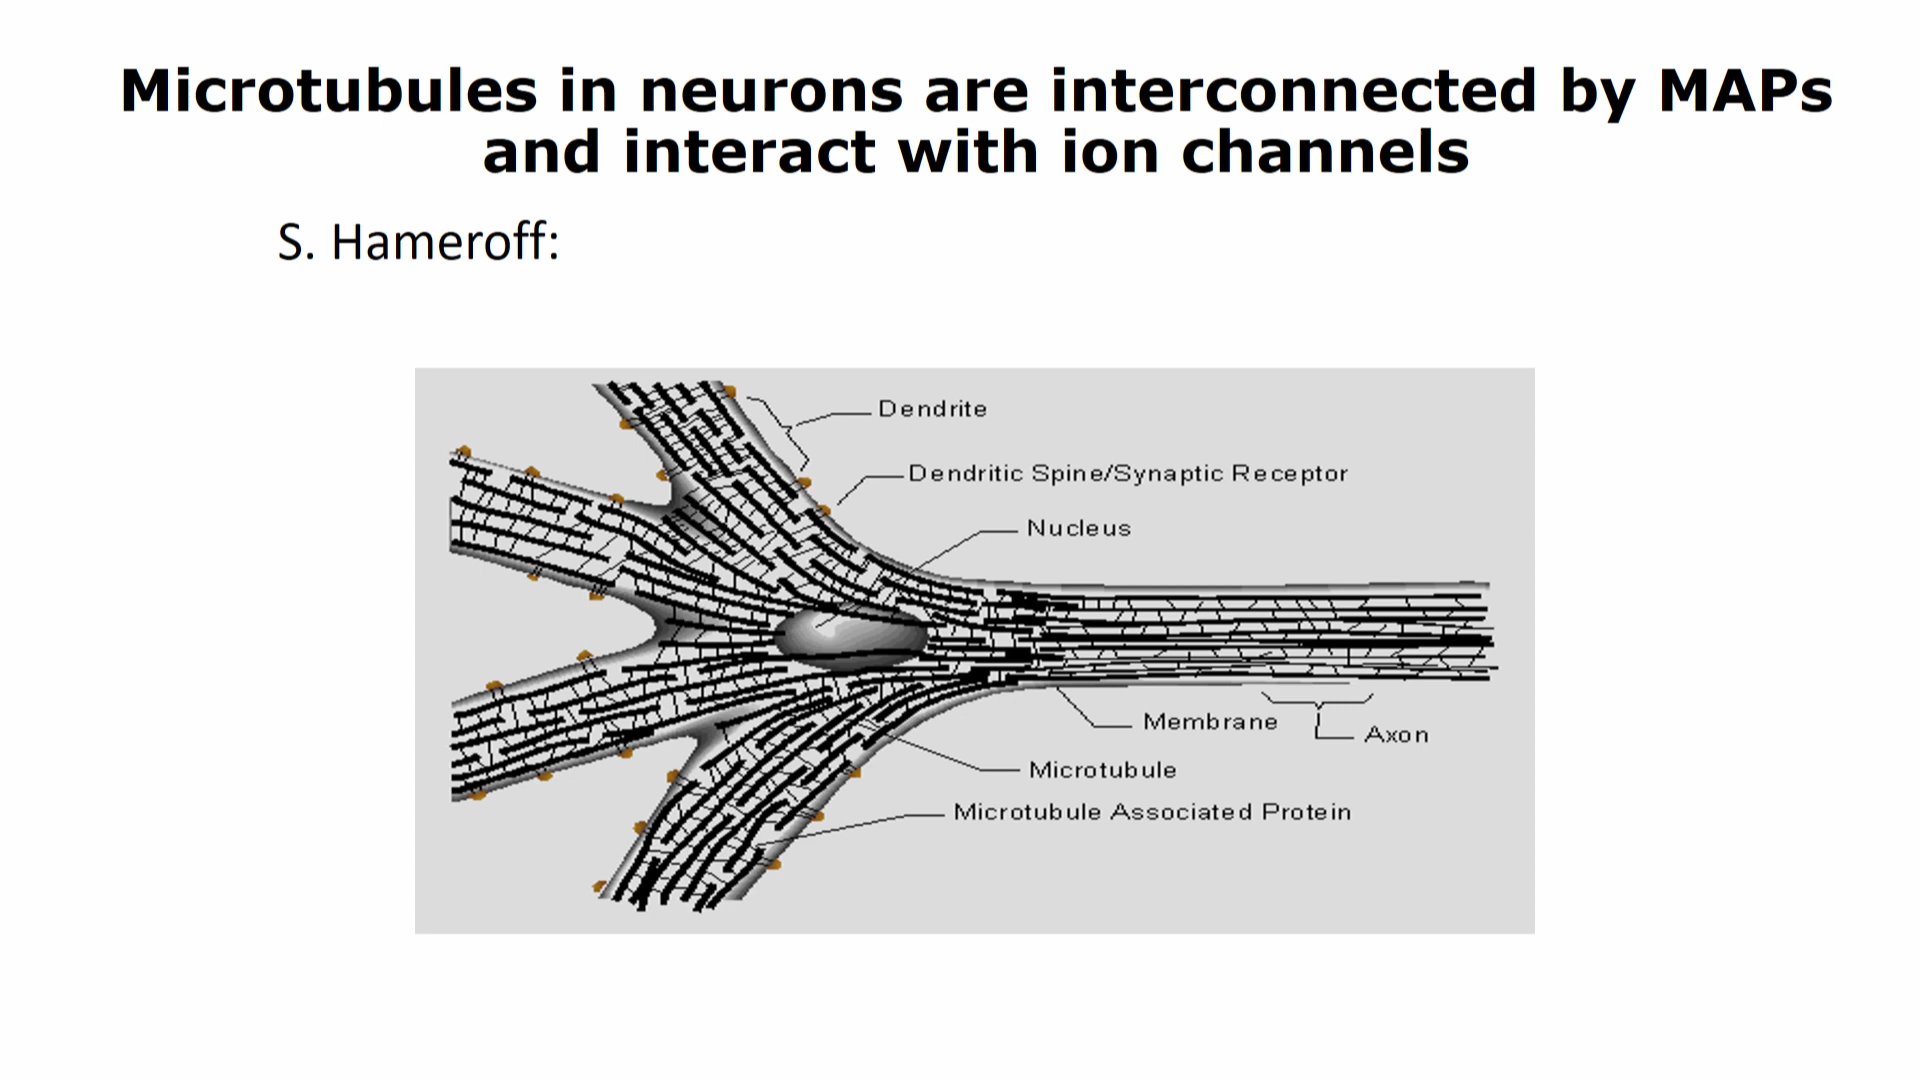 Microtubules in neurons are interconnected by MAPs
and interact with ion channels
S. Hameroff:
Dendrite
Dendritic Spine/Synaptic Receptor
Nucleus
Membrane
Axon
Microtubule
Microtubule Associated Protein